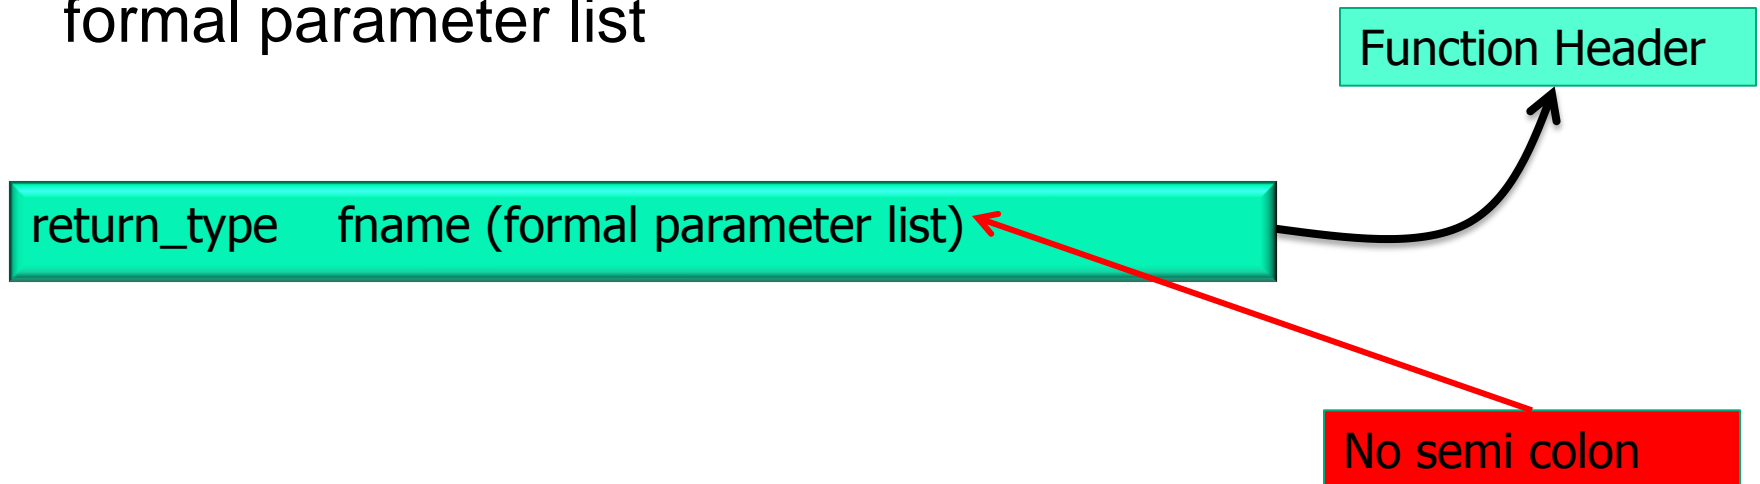 formal parameter list
Function Header
return_type fname (formal parameter list)
No semi colon